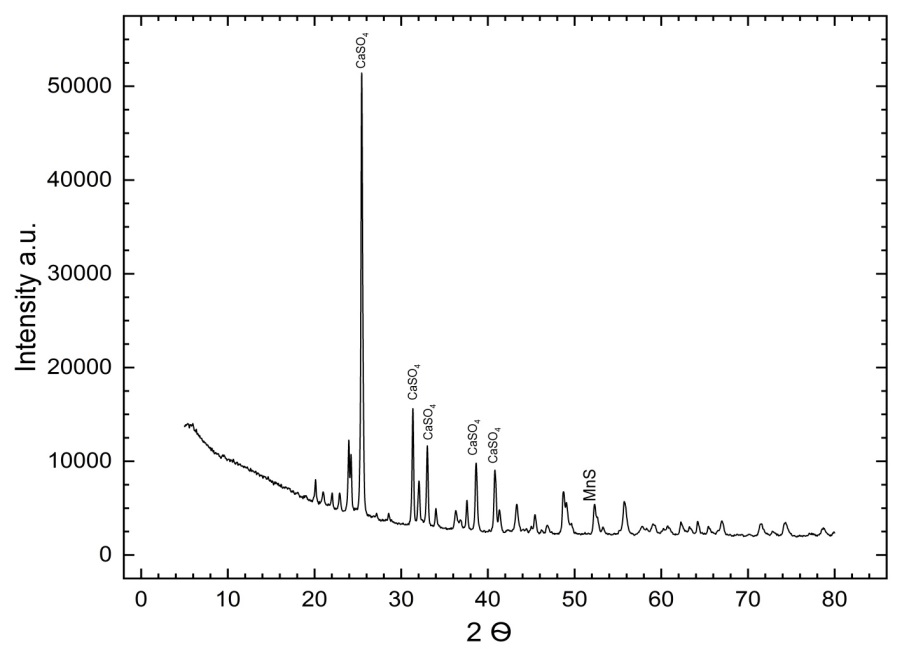 CaSO₄
50000
40000
30000
20000
10000
0
Intensity a.u.
CaSO₄
CaSO₄
CaSO₄
CaSO₄
MnS
0 10 20 30 40 50 60 70 80
2 Θ